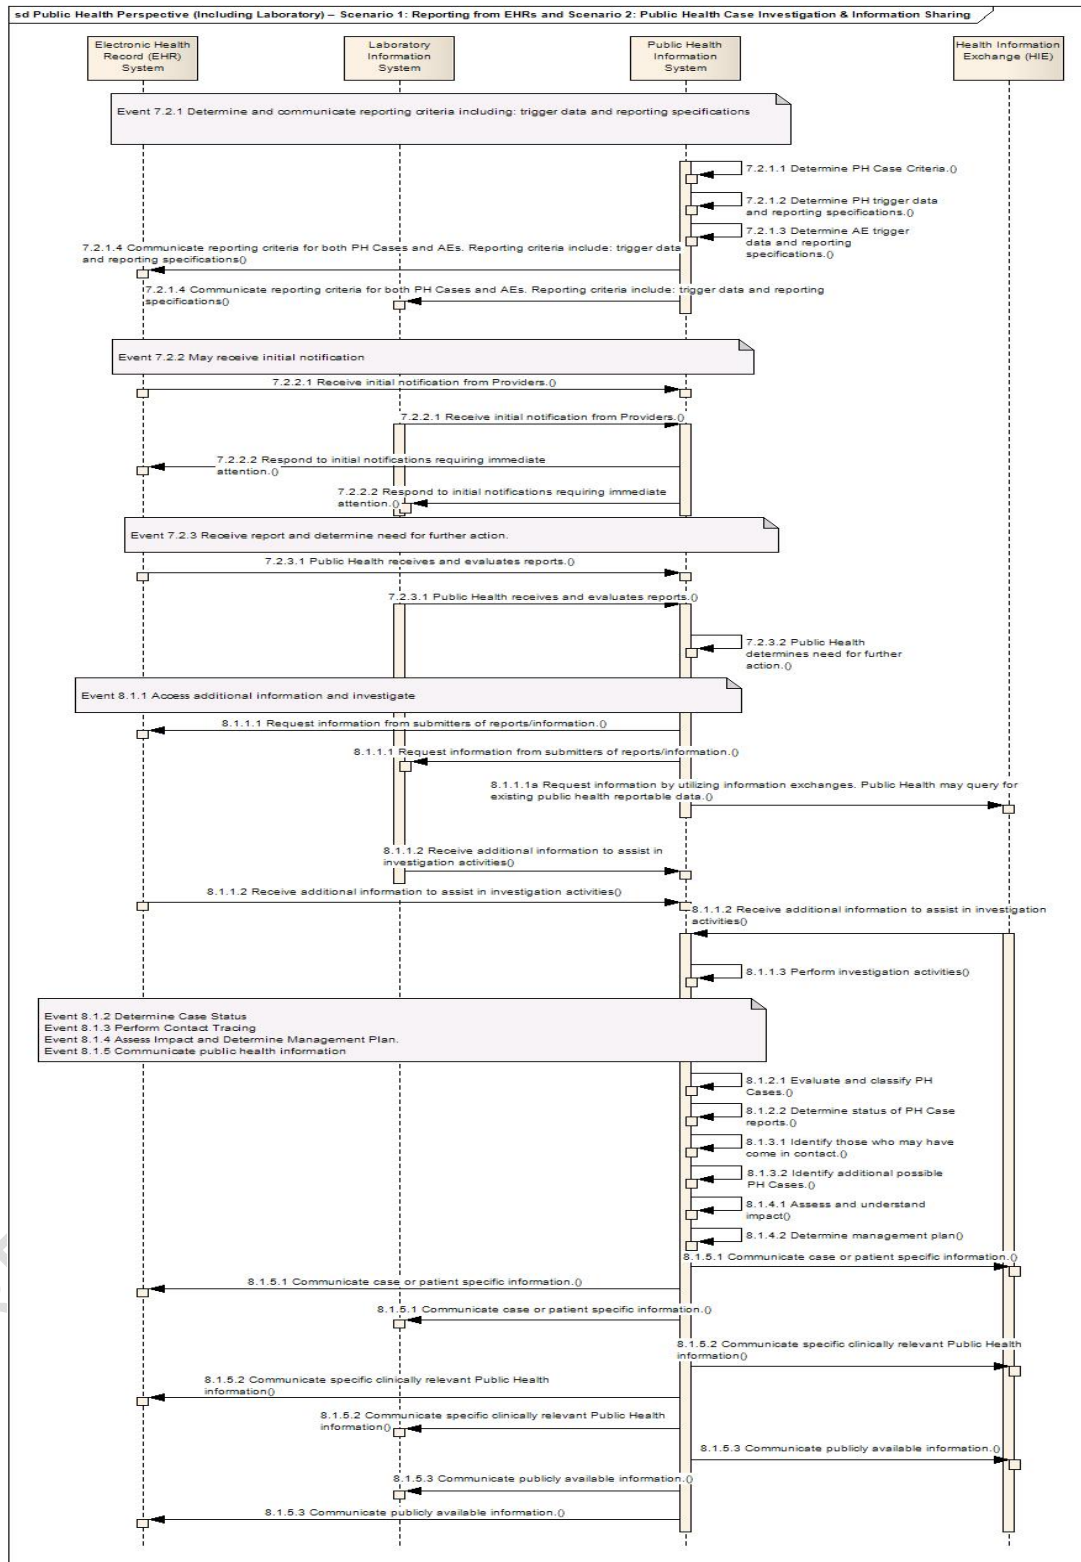 sd Public Health Perspective (Including Laboratory) – Scenario 1: Reporting from EHRs and Scenario 2: Public Health Case Investigation & Information Sharing
Electronic Health
Record (EHR)
System
Laboratory
Information
System
Public Health
Information
System
Health Information
Exchange (HIE)
Event 7.2.1 Determine and communicate reporting criteria including: trigger data and reporting specifications
7.2.1.1 Determine PH Case Criteria.()
7.2.1.2 Determine PH trigger data
and reporting specifications.()
7.2.1.3 Determine AE trigger
data and reporting
specifications.()
7.2.1.4 Communicate reporting criteria for both PH Cases and AEs. Reporting criteria include: trigger data
and reporting specifications()
7.2.1.4 Communicate reporting criteria for both PH Cases and AEs. Reporting criteria include: trigger data and reporting
specifications()
Event 7.2.2 May receive initial notification
7.2.2.1 Receive initial notification from Providers.()
7.2.2.1 Receive initial notification from Providers.()
7.2.2.2 Respond to initial notifications requiring immediate
attention.()
7.2.2.2 Respond to initial notifications requiring immediate
attention.()
Event 7.2.3 Receive report and determine need for further action.
7.2.3.1 Public Health receives and evaluates reports.()
7.2.3.1 Public Health receives and evaluates reports.()
7.2.3.2 Public Health
determines need for further
action.()
Event 8.1.1 Access additional information and investigate
8.1.1.1 Request information from submitters of reports/information.()
8.1.1.1 Request information from submitters of reports/information.()
8.1.1.1a Request information by utilizing information exchanges. Public Health may query for
existing public health reportable data.()
8.1.1.2 Receive additional information to assist in
investigation activities()
8.1.1.2 Receive additional information to assist in investigation activities()
8.1.1.2 Receive additional information to assist in investigation
activities()
8.1.1.3 Perform investigation activities()
Event 8.1.2 Determine Case Status
Event 8.1.3 Perform Contact Tracing
Event 8.1.4 Assess Impact and Determine Management Plan.
Event 8.1.5 Communicate public health information
8.1.2.1 Evaluate and classify PH
Cases.()
8.1.2.2 Determine status of PH Case
reports.()
8.1.3.1 Identify those who may have
come in contact.()
8.1.3.2 Identify additional possible
PH Cases.()
8.1.4.1 Assess and understand
impact()
8.1.4.2 Determine management plan()
8.1.5.1 Communicate case or patient specific information.()
8.1.5.1 Communicate case or patient specific information.()
8.1.5.1 Communicate case or patient specific information.()
8.1.5.2 Communicate specific clinically relevant Public Health
information()
8.1.5.2 Communicate specific clinically relevant Public Health
information()
8.1.5.2 Communicate specific clinically relevant Public Health
information()
8.1.5.3 Communicate publicly available information.()
8.1.5.3 Communicate publicly available information.()
8.1.5.3 Communicate publicly available information.()